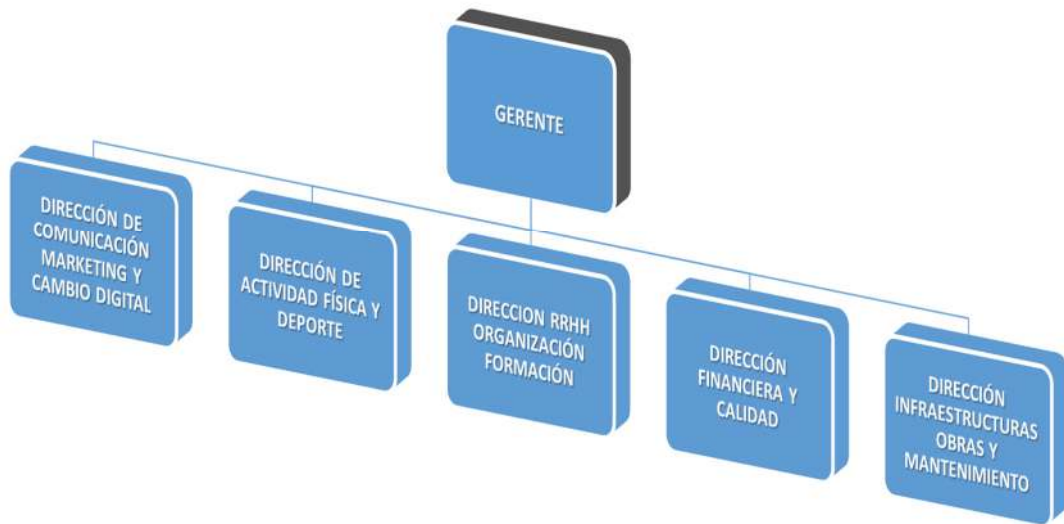 GERENTE
DIRECCIÓN DE
COMUNICACIÓN
MARKETING Y
CAMBIO DIGITAL
DIRECCIÓN DE
ACTIVIDAD FÍSICA Y
DEPORTE
DIRECCION RRHH
ORGANIZACIÓN
FORMACIÓN
DIRECCIÓN
FINANCIERA Y
CALIDAD
DIRECCIÓN
INFRAESTRUCTURAS
OBRAS Y
MANTENIMIENTO